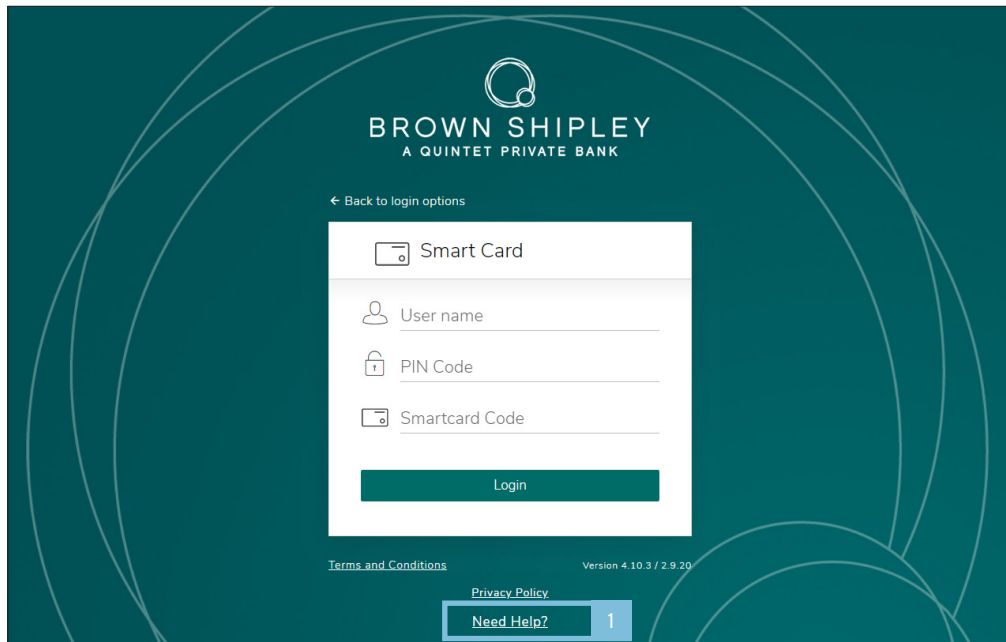 BROWN SHIPLEY
A QUINTET PRIVATE BANK
← Back to login options
Smart Card
User name
PIN Code
Smartcard Code
Login
Terms and Conditions
Version 4.10.3 / 2.9.20
Privacy Policy
Need Help? 1